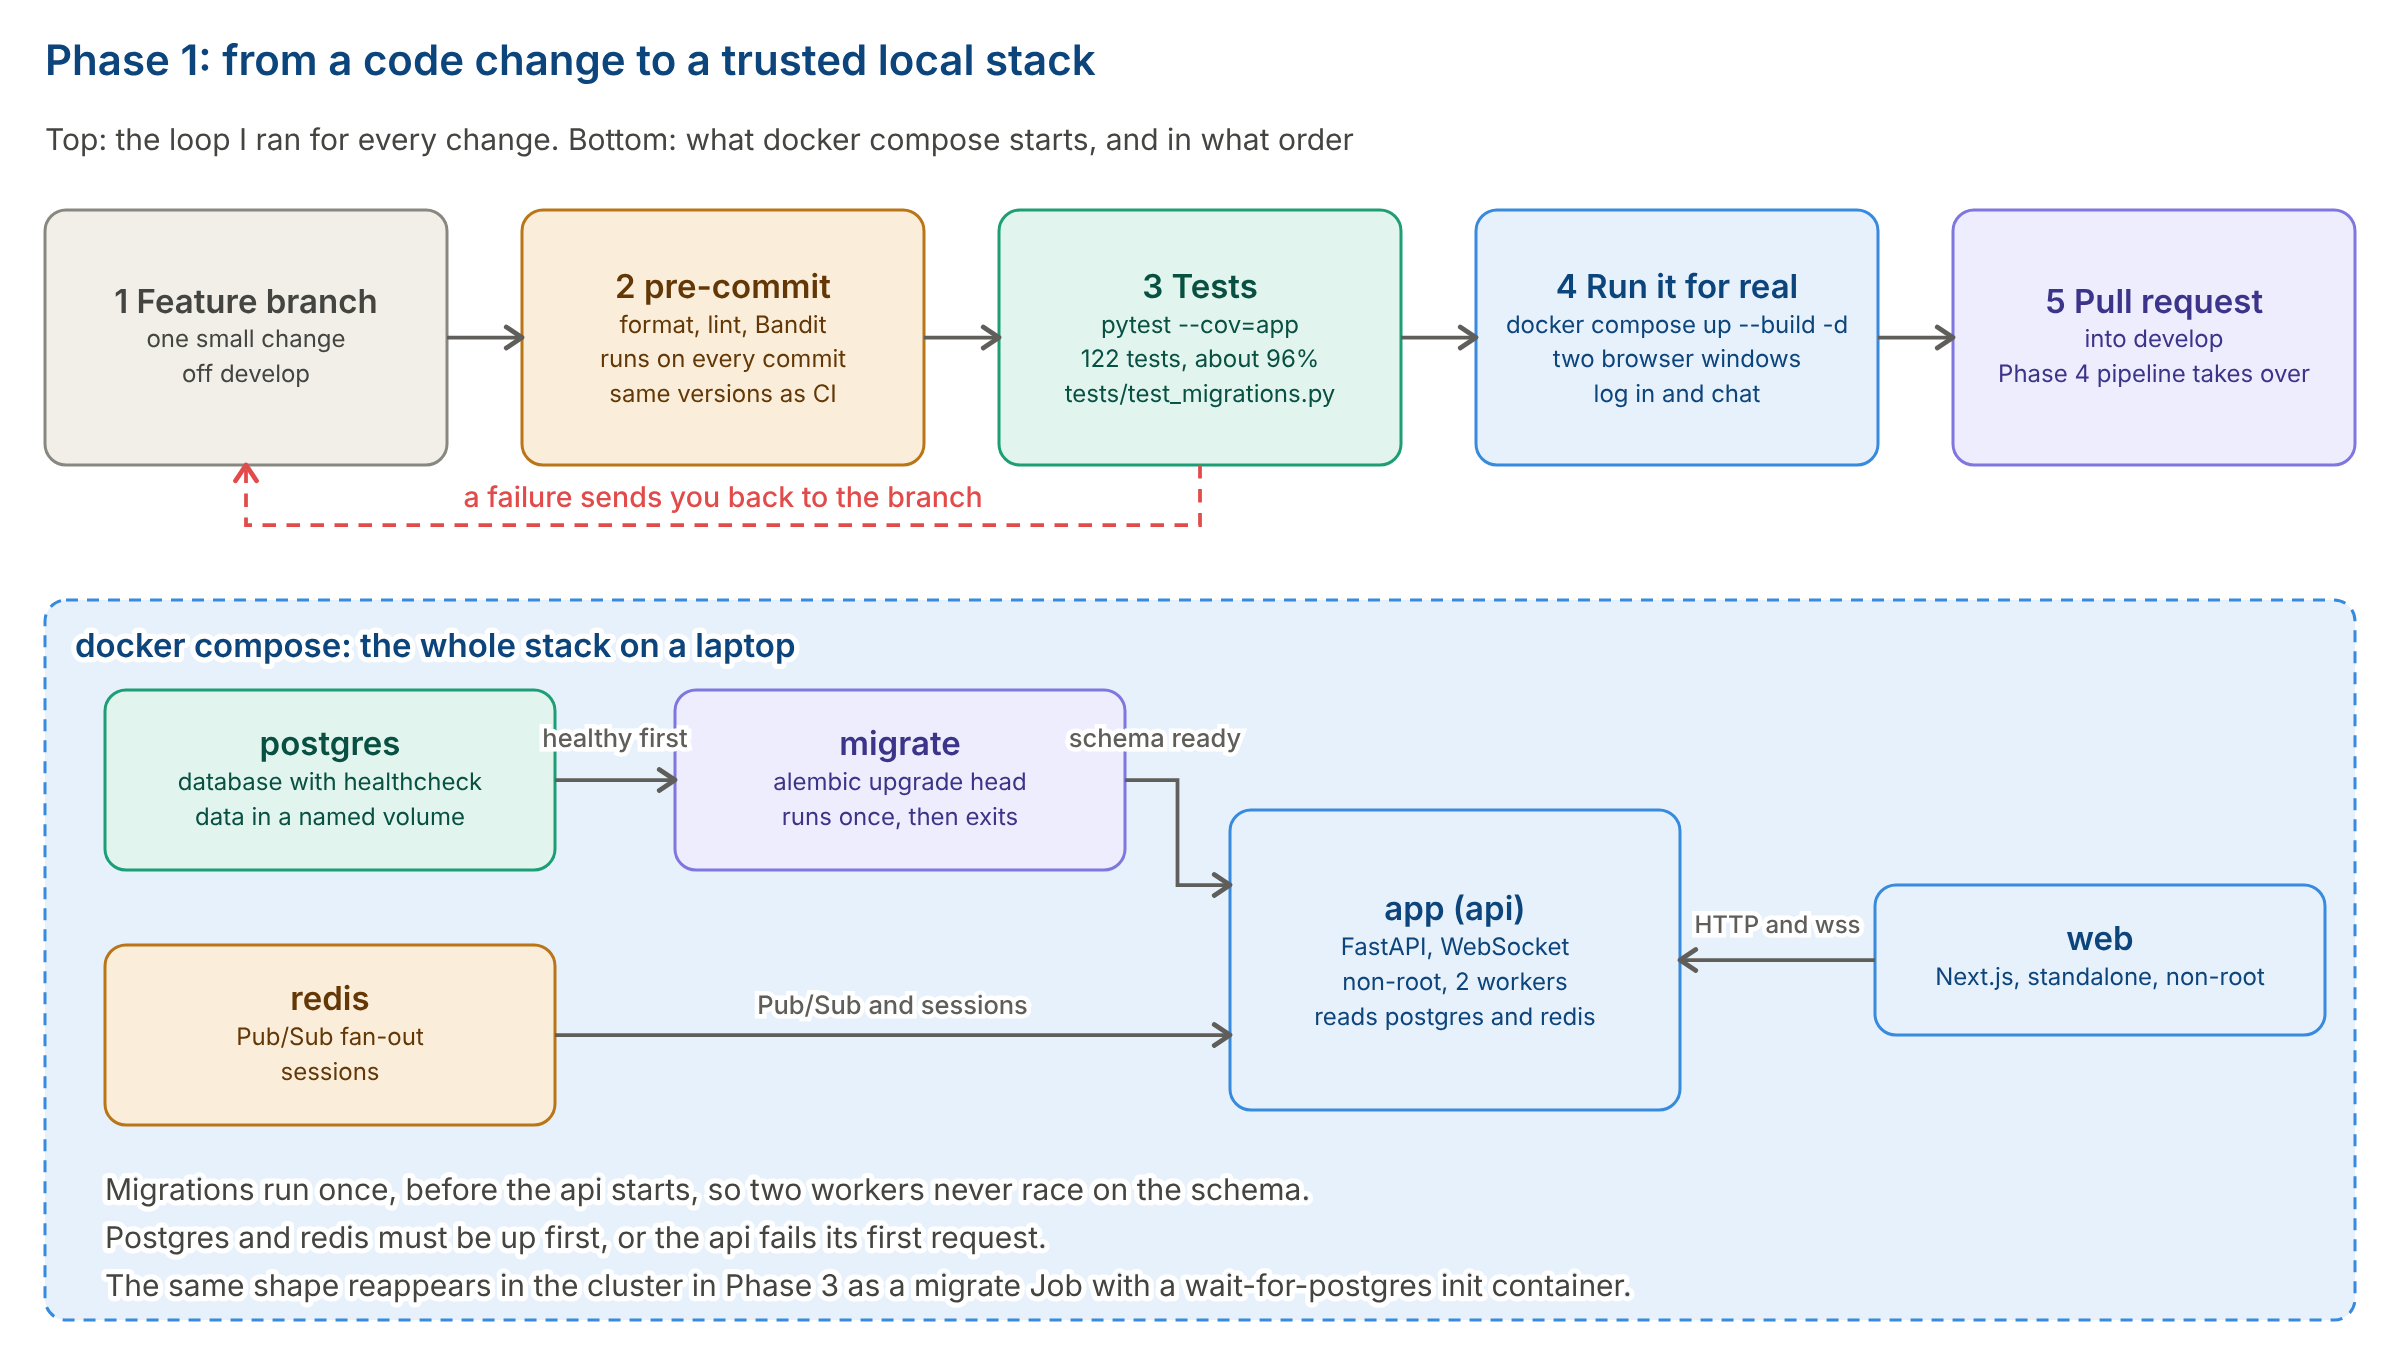 Phase 1: from a code change to a trusted local stack
Top: the loop I ran for every change. Bottom: what docker compose starts, and in what order
1 Feature branch
one small change
off develop
2 pre-commit
format, lint, Bandit
runs on every commit
same versions as CI
3 Tests
pytest --cov=app
122 tests, about 96%
tests/test_migrations.py
4 Run it for real
docker compose up --build -d
two browser windows
log in and chat
5 Pull request
into develop
Phase 4 pipeline takes over
a failure sends you back to the branch
docker compose: the whole stack on a laptop
postgres
database with healthcheck
data in a named volume
healthy first
migrate
alembic upgrade head
runs once, then exits
schema ready
redis
Pub/Sub fan-out
sessions
Pub/Sub and sessions
app (api)
FastAPI, WebSocket
non-root, 2 workers
reads postgres and redis
HTTP and wss
web
Next.js, standalone, non-root
Migrations run once, before the api starts, so two workers never race on the schema.
Postgres and redis must be up first, or the api fails its first request.
The same shape reappears in the cluster in Phase 3 as a migrate Job with a wait-for-postgres init container.